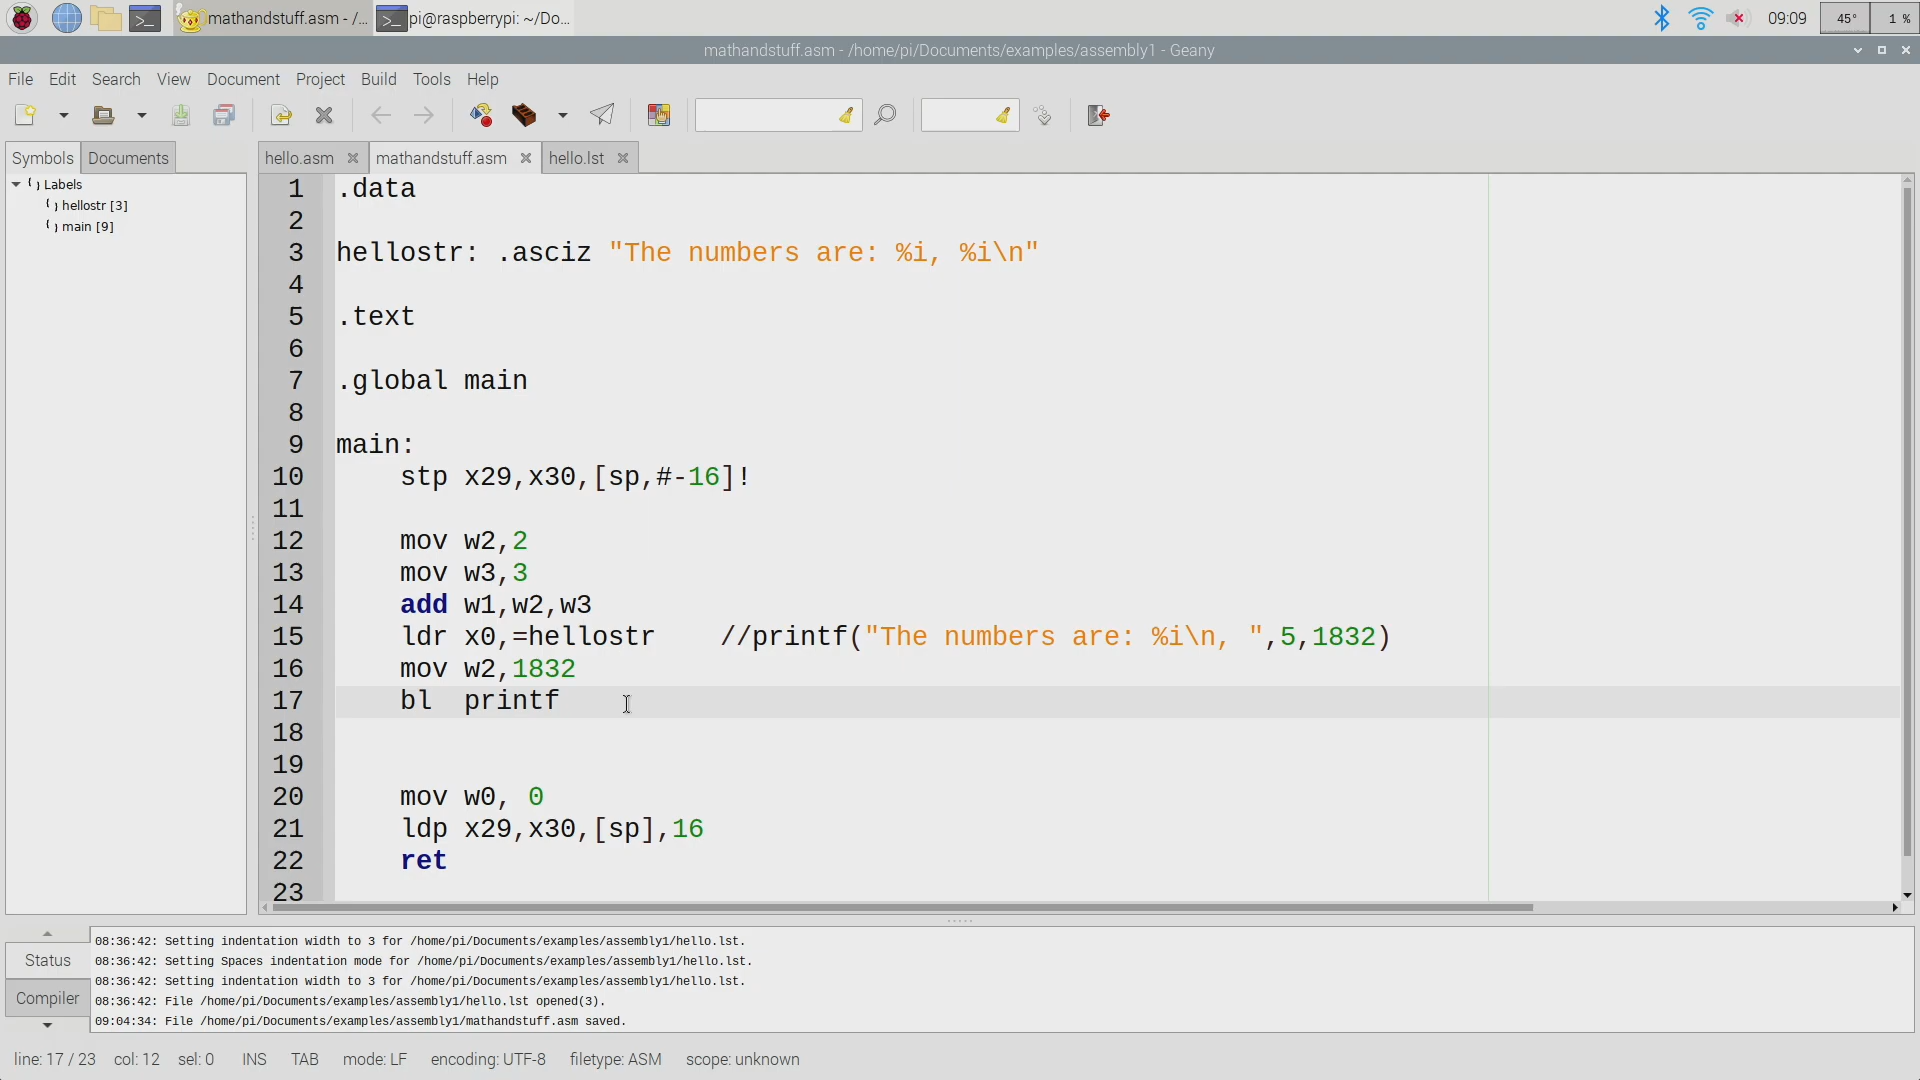 mathandstuff.asm - /... pi@raspberrypi: ~/Do... 09:09 45° 1 %
mathandstuff.asm - /home/pi/Documents/examples/assembly1 - Geany
File Edit Search View Document Project Build Tools Help
Symbols Documents hello.asm mathandstuff.asm hello.lst
Labels
hellostr [3]
main [9]
1 .data
2
3 hellostr: .asciz "The numbers are: %i, %i\n"
4
5 .text
6
7 .global main
8
9 main:
10 stp x29,x30,[sp,#-16]!
11
12 mov w2,2
13 mov w3,3
14 add w1,w2,w3
15 ldr x0,=hellostr //printf("The numbers are: %i\n, ",5,1832)
16 mov w2,1832
17 bl printf
18
19
20 mov w0, 0
21 ldp x29,x30,[sp],16
22 ret
23
Status
Compiler
08:36:42: Setting indentation width to 3 for /home/pi/Documents/examples/assembly1/hello.lst.
08:36:42: Setting Spaces indentation mode for /home/pi/Documents/examples/assembly1/hello.lst.
08:36:42: Setting indentation width to 3 for /home/pi/Documents/examples/assembly1/hello.lst.
08:36:42: File /home/pi/Documents/examples/assembly1/hello.lst opened(3).
09:04:34: File /home/pi/Documents/examples/assembly1/mathandstuff.asm saved.
line: 17 / 23 col: 12 sel: 0 INS TAB mode: LF encoding: UTF-8 filetype: ASM scope: unknown